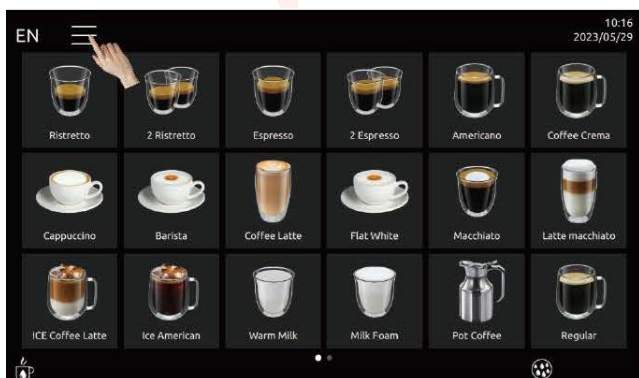 10:16
EN
2023/05/29
Ristretto
2 Ristretto
Espresso
2 Espresso
Americano
Coffee Crema
Cappuccino
Barista
Coffee Latte
Flat White
Macchiato
Latte macchiato
ICE Coffee Latte
Ice American
Warm Milk
Milk Foam
Pot Coffee
Regular